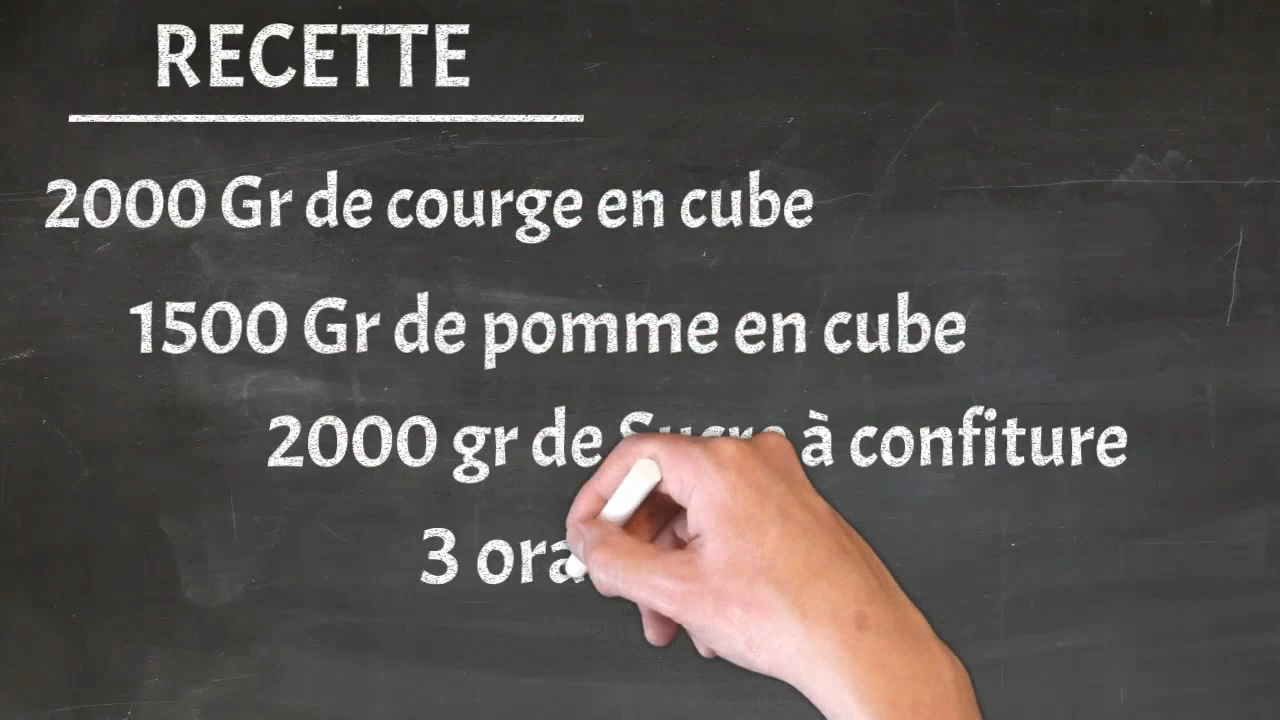 RECETTE
2000 Gr de courge en cube
1500 Gr de pomme en cube
2000 gr de Sucre à confiture
3 ora